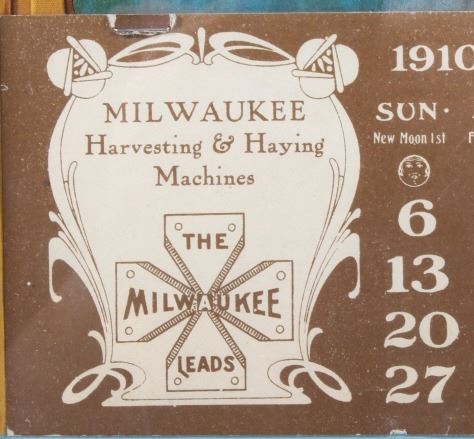 MILWAUKEE
Harvesting & Haying
Machines
THE
MILWAUKEE
LEADS
1910
SUN·
New Moon 1st F
6
13
20
27